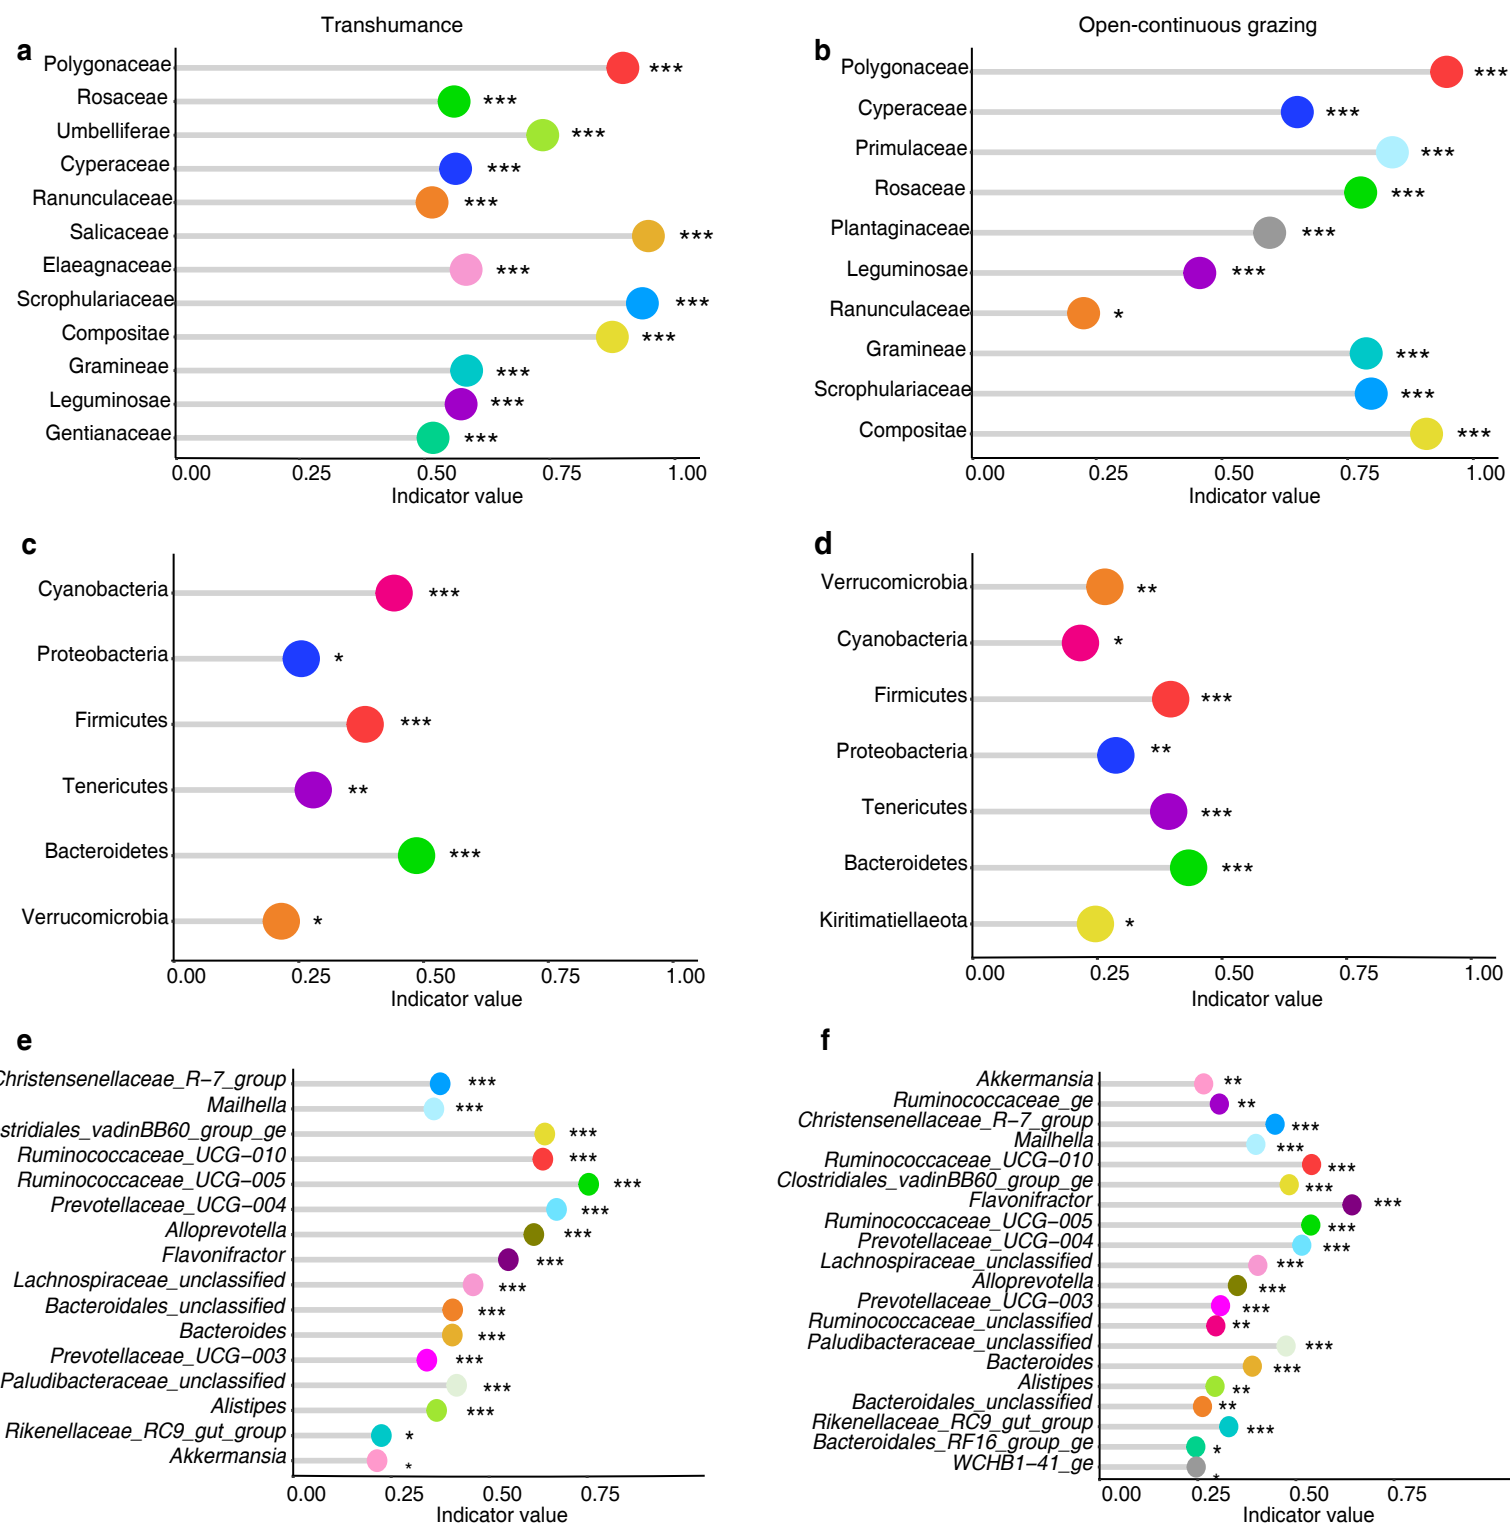 Transhumance
Open-continuous grazing
a
Polygonaceae ***
Rosaceae ***
Umbelliferae ***
Cyperaceae ***
Ranunculaceae ***
Salicaceae ***
Elaeagnaceae ***
Scrophulariaceae ***
Compositae ***
Gramineae ***
Leguminosae ***
Gentianaceae ***
0.00 0.25 0.50 0.75 1.00
Indicator value
b
Polygonaceae ***
Cyperaceae ***
Primulaceae ***
Rosaceae ***
Plantaginaceae ***
Leguminosae ***
Ranunculaceae *
Gramineae ***
Scrophulariaceae ***
Compositae ***
0.00 0.25 0.50 0.75 1.00
Indicator value
c
Cyanobacteria ***
Proteobacteria *
Firmicutes ***
Tenericutes **
Bacteroidetes ***
Verrucomicrobia *
0.00 0.25 0.50 0.75 1.00
Indicator value
d
Verrucomicrobia **
Cyanobacteria *
Firmicutes ***
Proteobacteria **
Tenericutes ***
Bacteroidetes ***
Kiritimatiellaeota *
0.00 0.25 0.50 0.75 1.00
Indicator value
e
Christensenellaceae_R−7_group ***
Mailhella ***
stridiales_vadinBB60_group_ge ***
Ruminococcaceae_UCG−010 ***
Ruminococcaceae_UCG−005 ***
Prevotellaceae_UCG−004 ***
Alloprevotella ***
Flavonifractor ***
Lachnospiraceae_unclassified ***
Bacteroidales_unclassified ***
Bacteroides ***
Prevotellaceae_UCG−003 ***
Paludibacteraceae_unclassified ***
Alistipes ***
Rikenellaceae_RC9_gut_group *
Akkermansia *
0.00 0.25 0.50 0.75
Indicator value
f
Akkermansia **
Ruminococcaceae_ge **
Christensenellaceae_R−7_group ***
Mailhella ***
Ruminococcaceae_UCG−010 ***
Clostridiales_vadinBB60_group_ge ***
Flavonifractor ***
Ruminococcaceae_UCG−005 ***
Prevotellaceae_UCG−004 ***
Lachnospiraceae_unclassified ***
Alloprevotella ***
Prevotellaceae_UCG−003 ***
Ruminococcaceae_unclassified **
Paludibacteraceae_unclassified ***
Bacteroides ***
Alistipes **
Bacteroidales_unclassified **
Rikenellaceae_RC9_gut_group ***
Bacteroidales_RF16_group_ge *
WCHB1−41_ge *
0.00 0.25 0.50 0.75
Indicator value